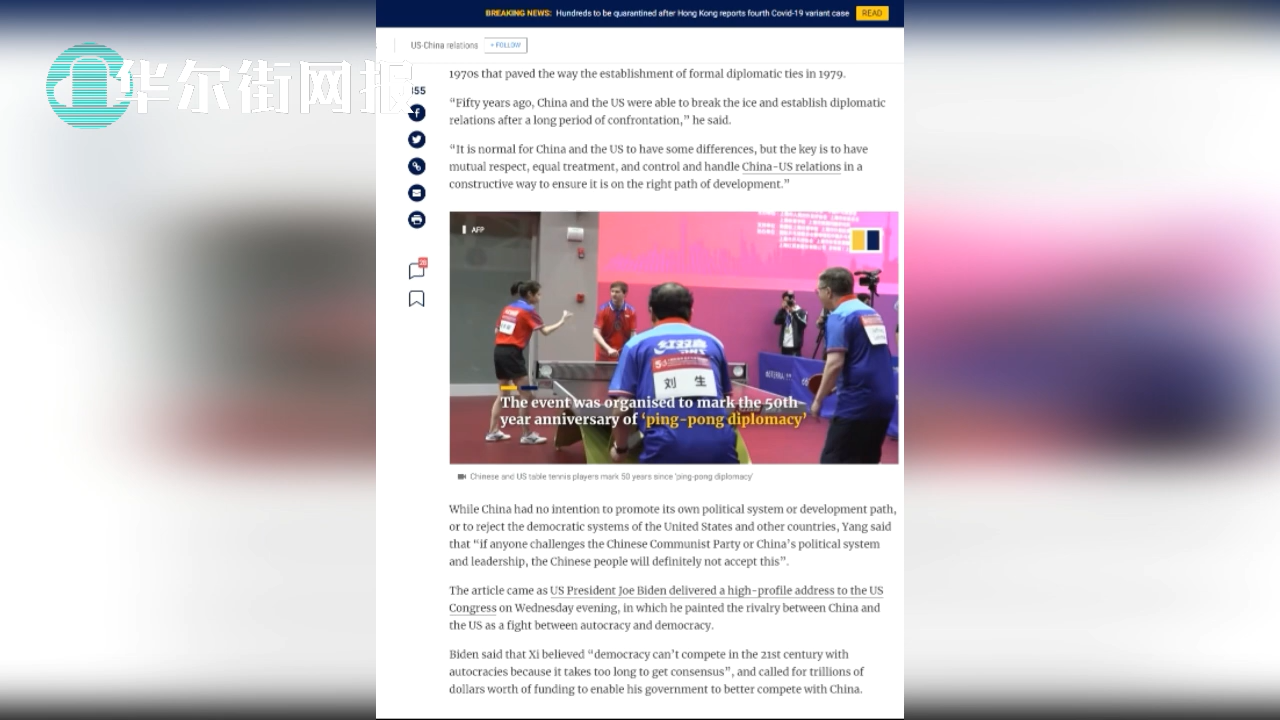 BREAKING NEWS: Hundreds to be quarantined after Hong Kong reports fourth Covid-19 variant case READ
US-China relations + FOLLOW
华尔街网报
1970s that paved the way the establishment of formal diplomatic ties in 1979.
“Fifty years ago, China and the US were able to break the ice and establish diplomatic
relations after a long period of confrontation,” he said.
“It is normal for China and the US to have some differences, but the key is to have
mutual respect, equal treatment, and control and handle China-US relations in a
constructive way to ensure it is on the right path of development.”
AFP
刘 生
The event was organised to mark the 50th-
year anniversary of ‘ping-pong diplomacy’
Chinese and US table tennis players mark 50 years since 'ping-pong diplomacy'
While China had no intention to promote its own political system or development path,
or to reject the democratic systems of the United States and other countries, Yang said
that “if anyone challenges the Chinese Communist Party or China’s political system
and leadership, the Chinese people will definitely not accept this”.
The article came as US President Joe Biden delivered a high-profile address to the US
Congress on Wednesday evening, in which he painted the rivalry between China and
the US as a fight between autocracy and democracy.
Biden said that Xi believed “democracy can’t compete in the 21st century with
autocracies because it takes too long to get consensus”, and called for trillions of
dollars worth of funding to enable his government to better compete with China.